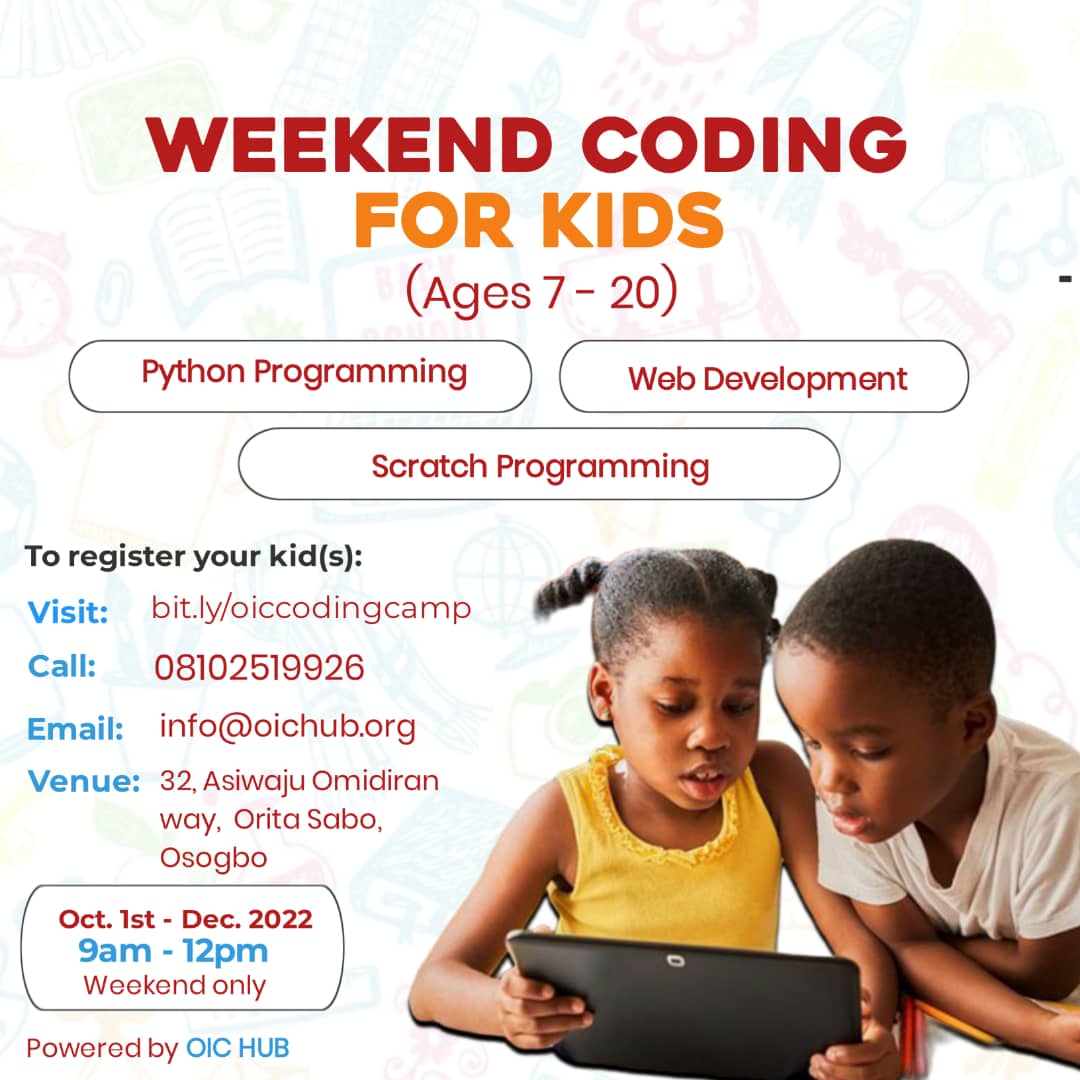 WEEKEND CODING
FOR KIDS
(Ages 7 - 20)
Python Programming
Web Development
Scratch Programming
To register your kid(s):
Visit: bit.ly/oiccodingcamp
Call: 08102519926
Email: info@oichub.org
Venue: 32, Asiwaju Omidiran
way, Orita Sabo,
Osogbo
Oct. 1st - Dec. 2022
9am - 12pm
Weekend only
Powered by OIC HUB